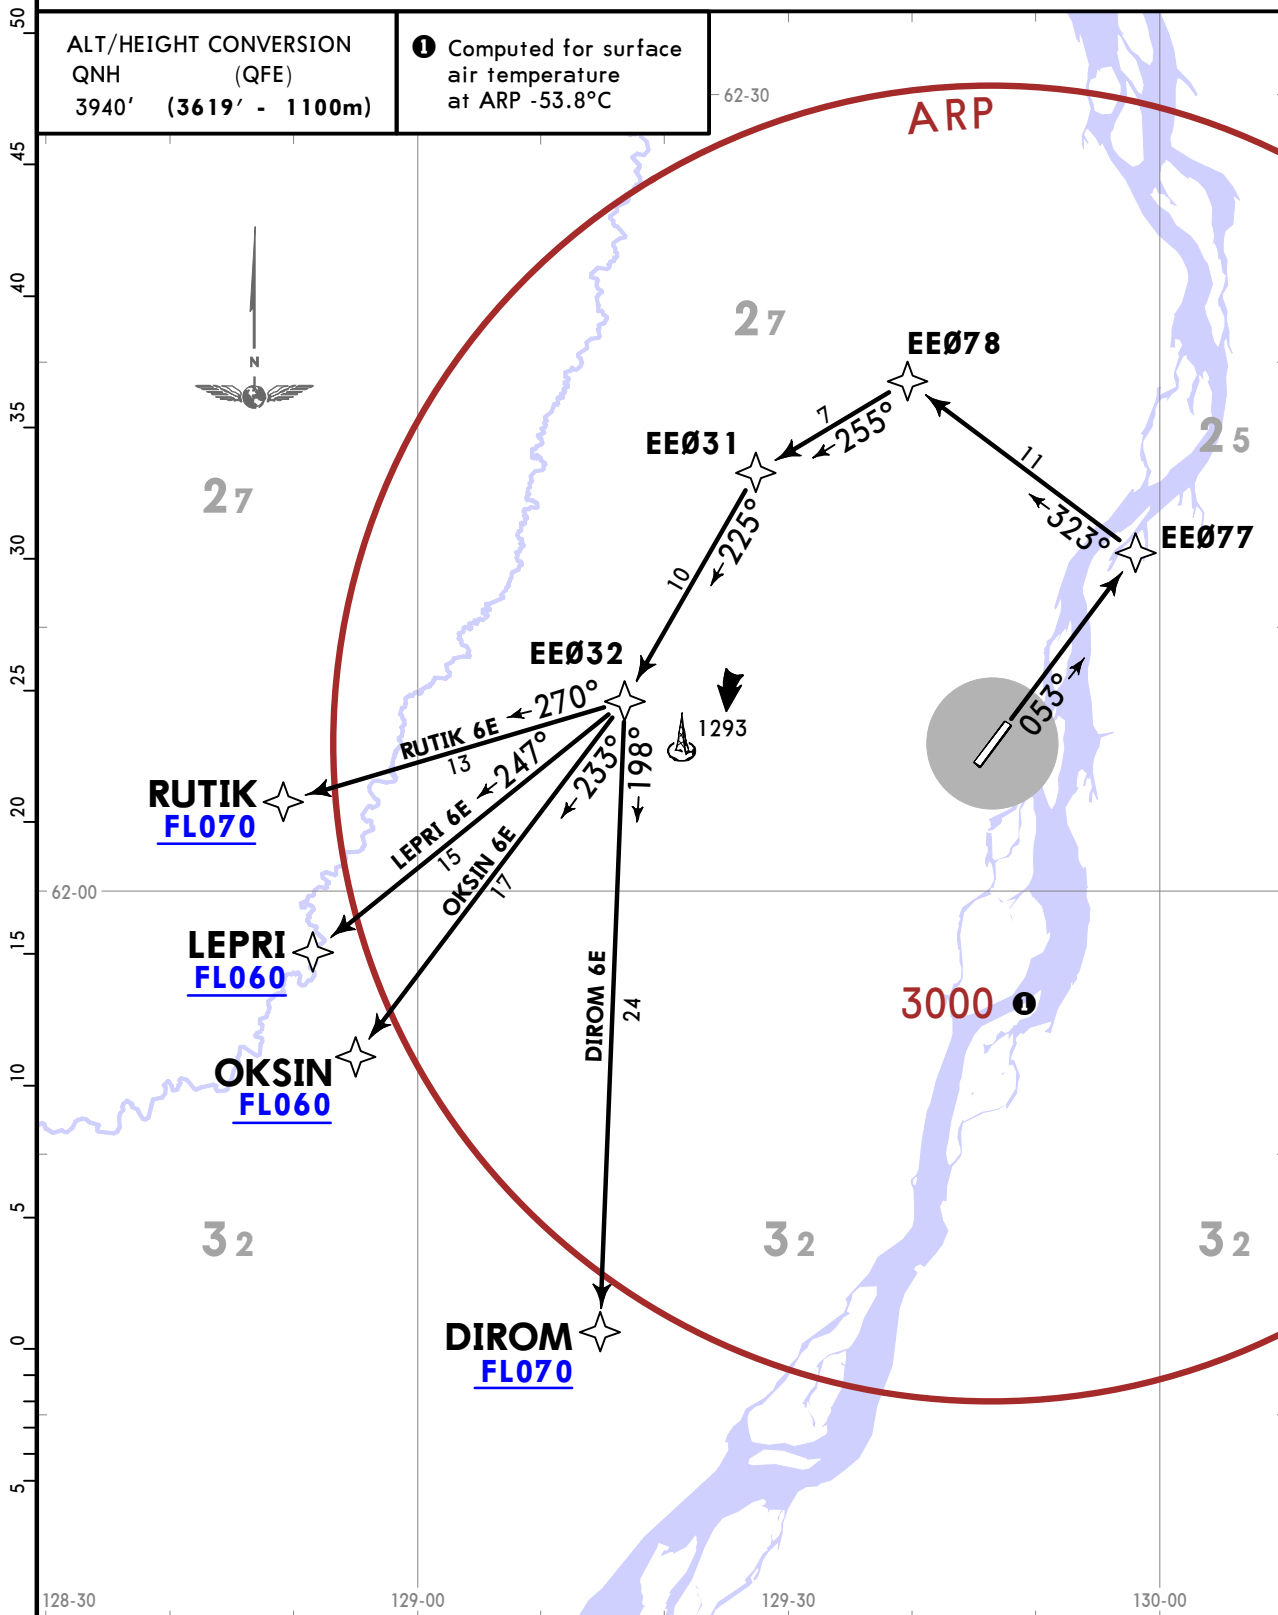 ALT/HEIGHT CONVERSION
QNH (QFE)
3940' (3619' - 1100m)
❶ Computed for surface
air temperature
at ARP -53.8°C
62-30
ARP
50
45
40
35
30
25
20
15
10
5
0
5
N
27
27
25
EEØ78
7
←255°
EEØ31
11
←323°
EEØ77
←225°
10
EEØ32
053°→
1293
←270°
RUTIK 6E
13
←247°
LEPRI 6E
15
←233°
OKSIN 6E
17
←198°
DIROM 6E
24
RUTIK
FL070
62-00
LEPRI
FL060
3000 ❶
OKSIN
FL060
32
32
32
DIROM
FL070
128-30
129-00
129-30
130-00